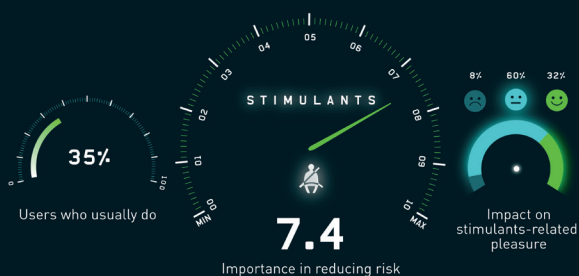 05
04
06
03
07
02
08
01
09
00
10
MIN
MAX
STIMULANTS
7.4
Importance in reducing risk
35%
0
100
Users who usually do
8%
60%
32%
Impact on
stimulants-related
pleasure